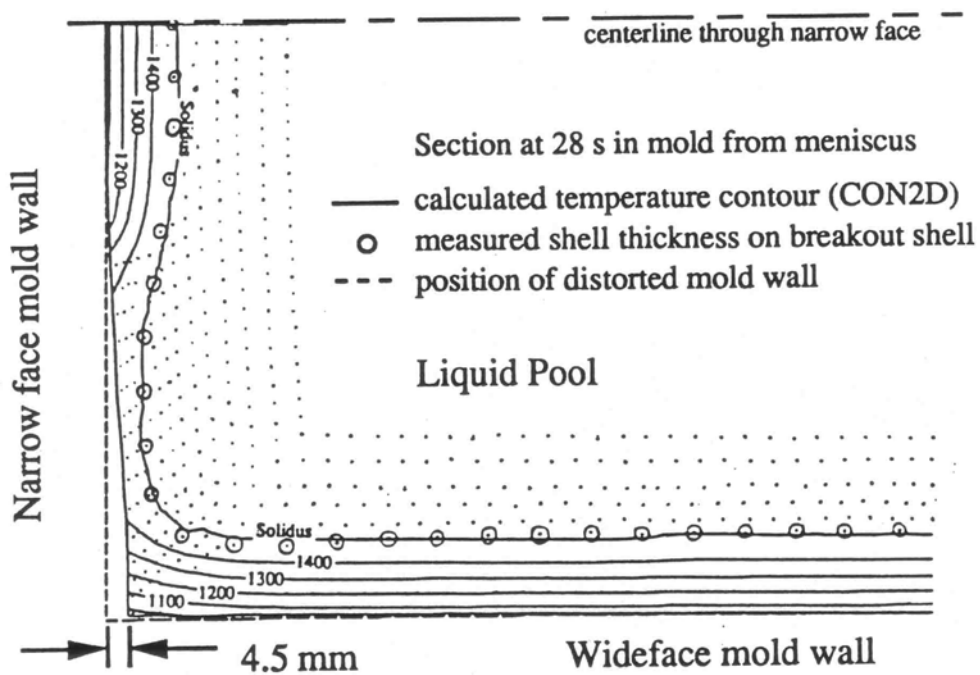 centerline through narrow face
1400
1300
1200
Solidus
Section at 28 s in mold from meniscus
calculated temperature contour (CON2D)
measured shell thickness on breakout shell
position of distorted mold wall
Narrow face mold wall
Liquid Pool
Solidus
1400
1300
1200
1100
4.5 mm
Wideface mold wall